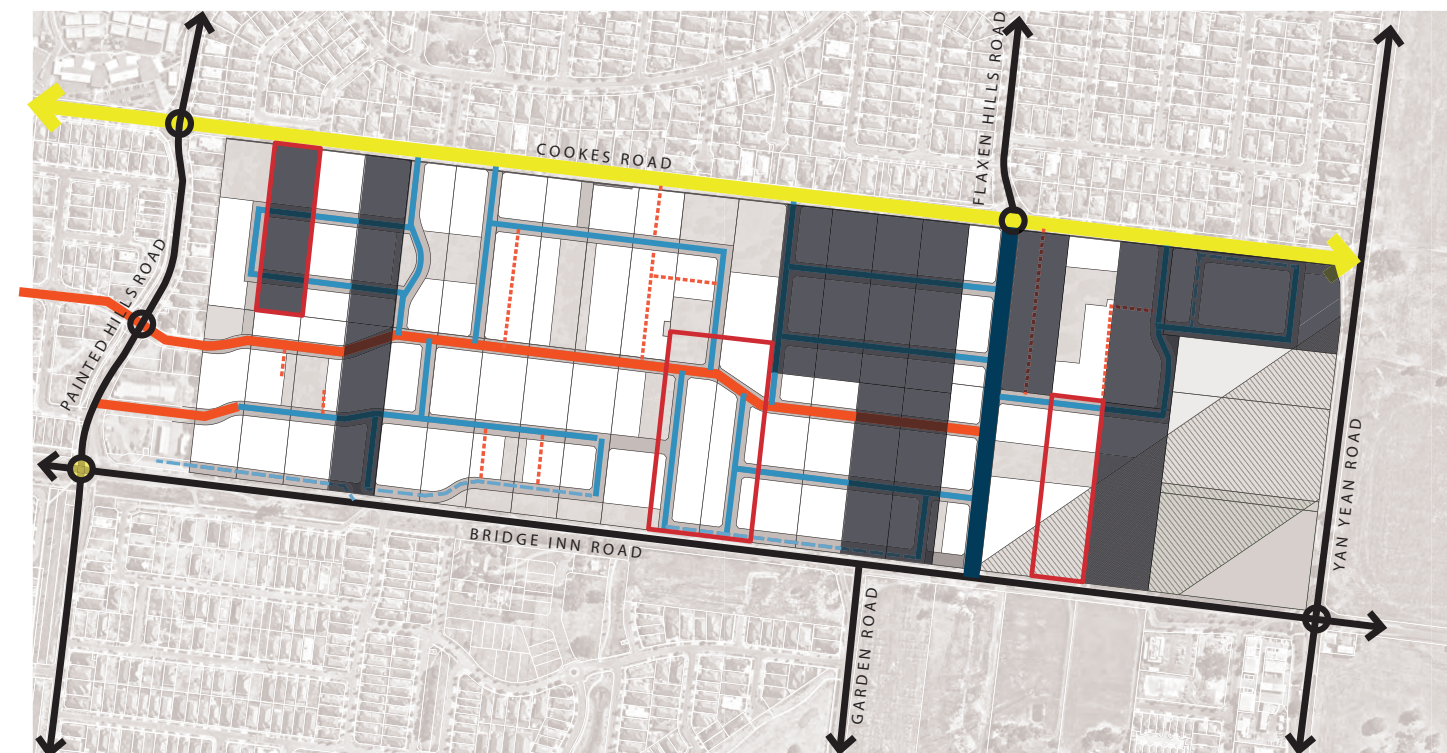 FLAXEN HILLS ROAD
COOKES ROAD
PAINTED HILLS ROAD
BRIDGE INN ROAD
YAN YEAN ROAD
GARDEN ROAD